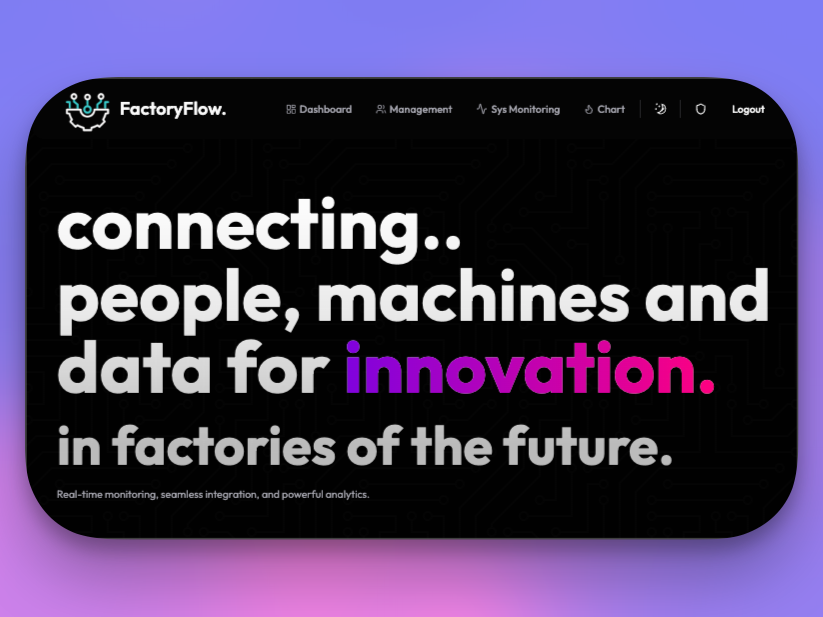 FactoryFlow.
Dashboard Management Sys Monitoring Chart Logout
connecting..
people, machines and
data for innovation.
in factories of the future.
Real-time monitoring, seamless integration, and powerful analytics.